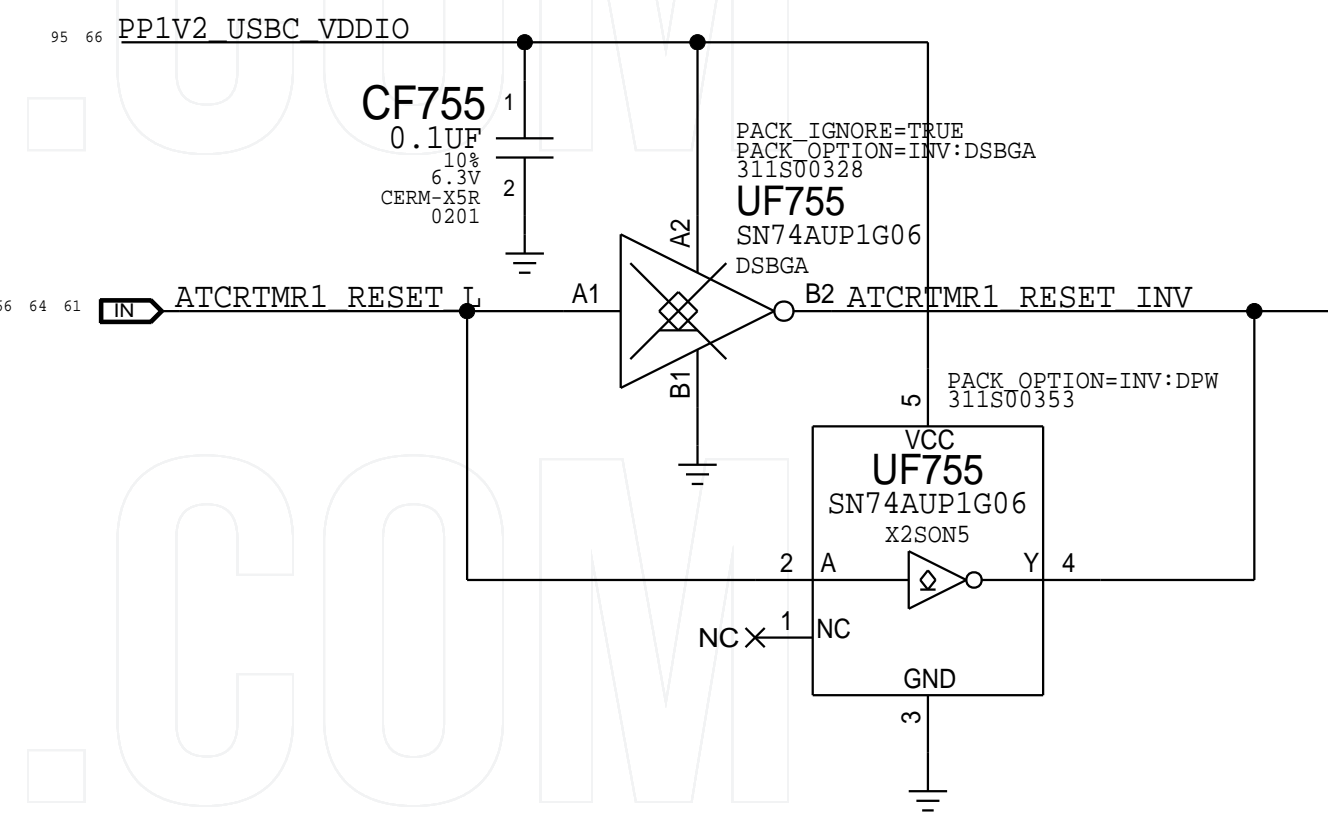 95 66 PP1V2_USBC_VDDIO
CF755 1
0.1UF
10%
6.3V
CERM-X5R 2
0201
PACK_IGNORE=TRUE
PACK_OPTION=INV:DSBGA
311S00328
UF755
SN74AUP1G06
DSBGA
A2
64 61 IN ATCRTMR1_RESET_L
A1
B2 ATCRTMR1_RESET_INV
B1
PACK_OPTION=INV:DPW
311S00353
5
VCC
UF755
SN74AUP1G06
X2SON5
2 A
Y 4
NC 1 NC
GND
3
.COM
.COM